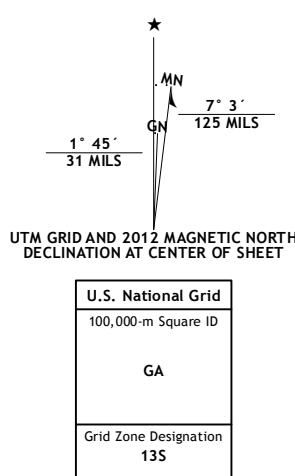 ★
MN
GN
7° 3´
125 MILS
1° 45´
31 MILS
UTM GRID AND 2012 MAGNETIC NORTH
DECLINATION AT CENTER OF SHEET
U.S. National Grid
100,000-m Square ID
GA
Grid Zone Designation
13S